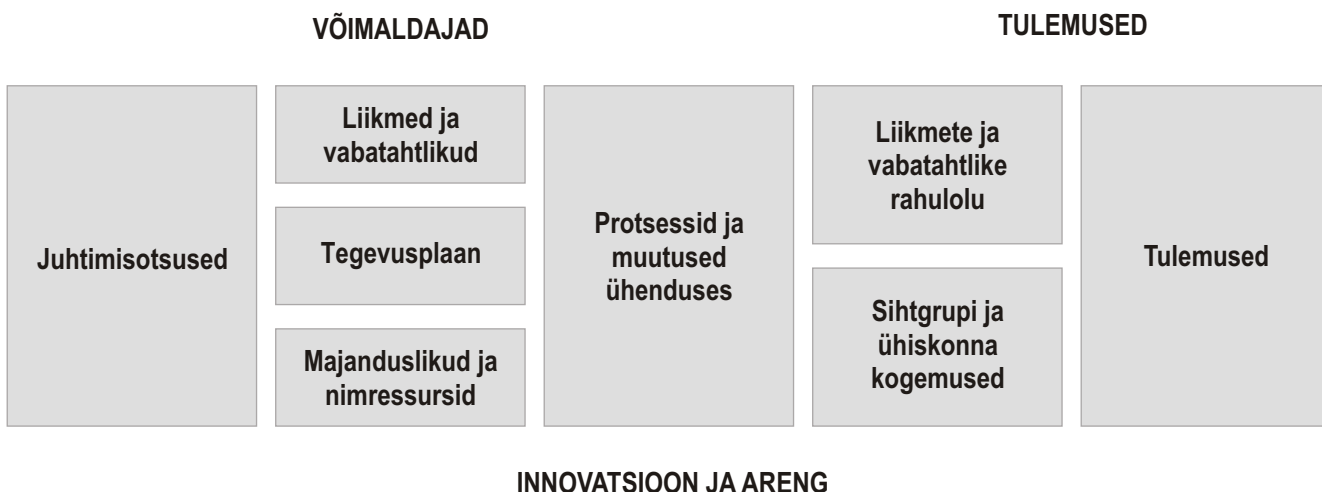 VÕIMALDAJAD
TULEMUSED
Juhtimisotsused
Liikmed ja
vabatahtlikud
Tegevusplaan
Majanduslikud ja
nimressursid
Protsessid ja
muutused
ühenduses
Liikmete ja
vabatahtlike
rahulolu
Sihtgrupi ja
ühiskonna
kogemused
Tulemused
INNOVATSIOON JA ARENG